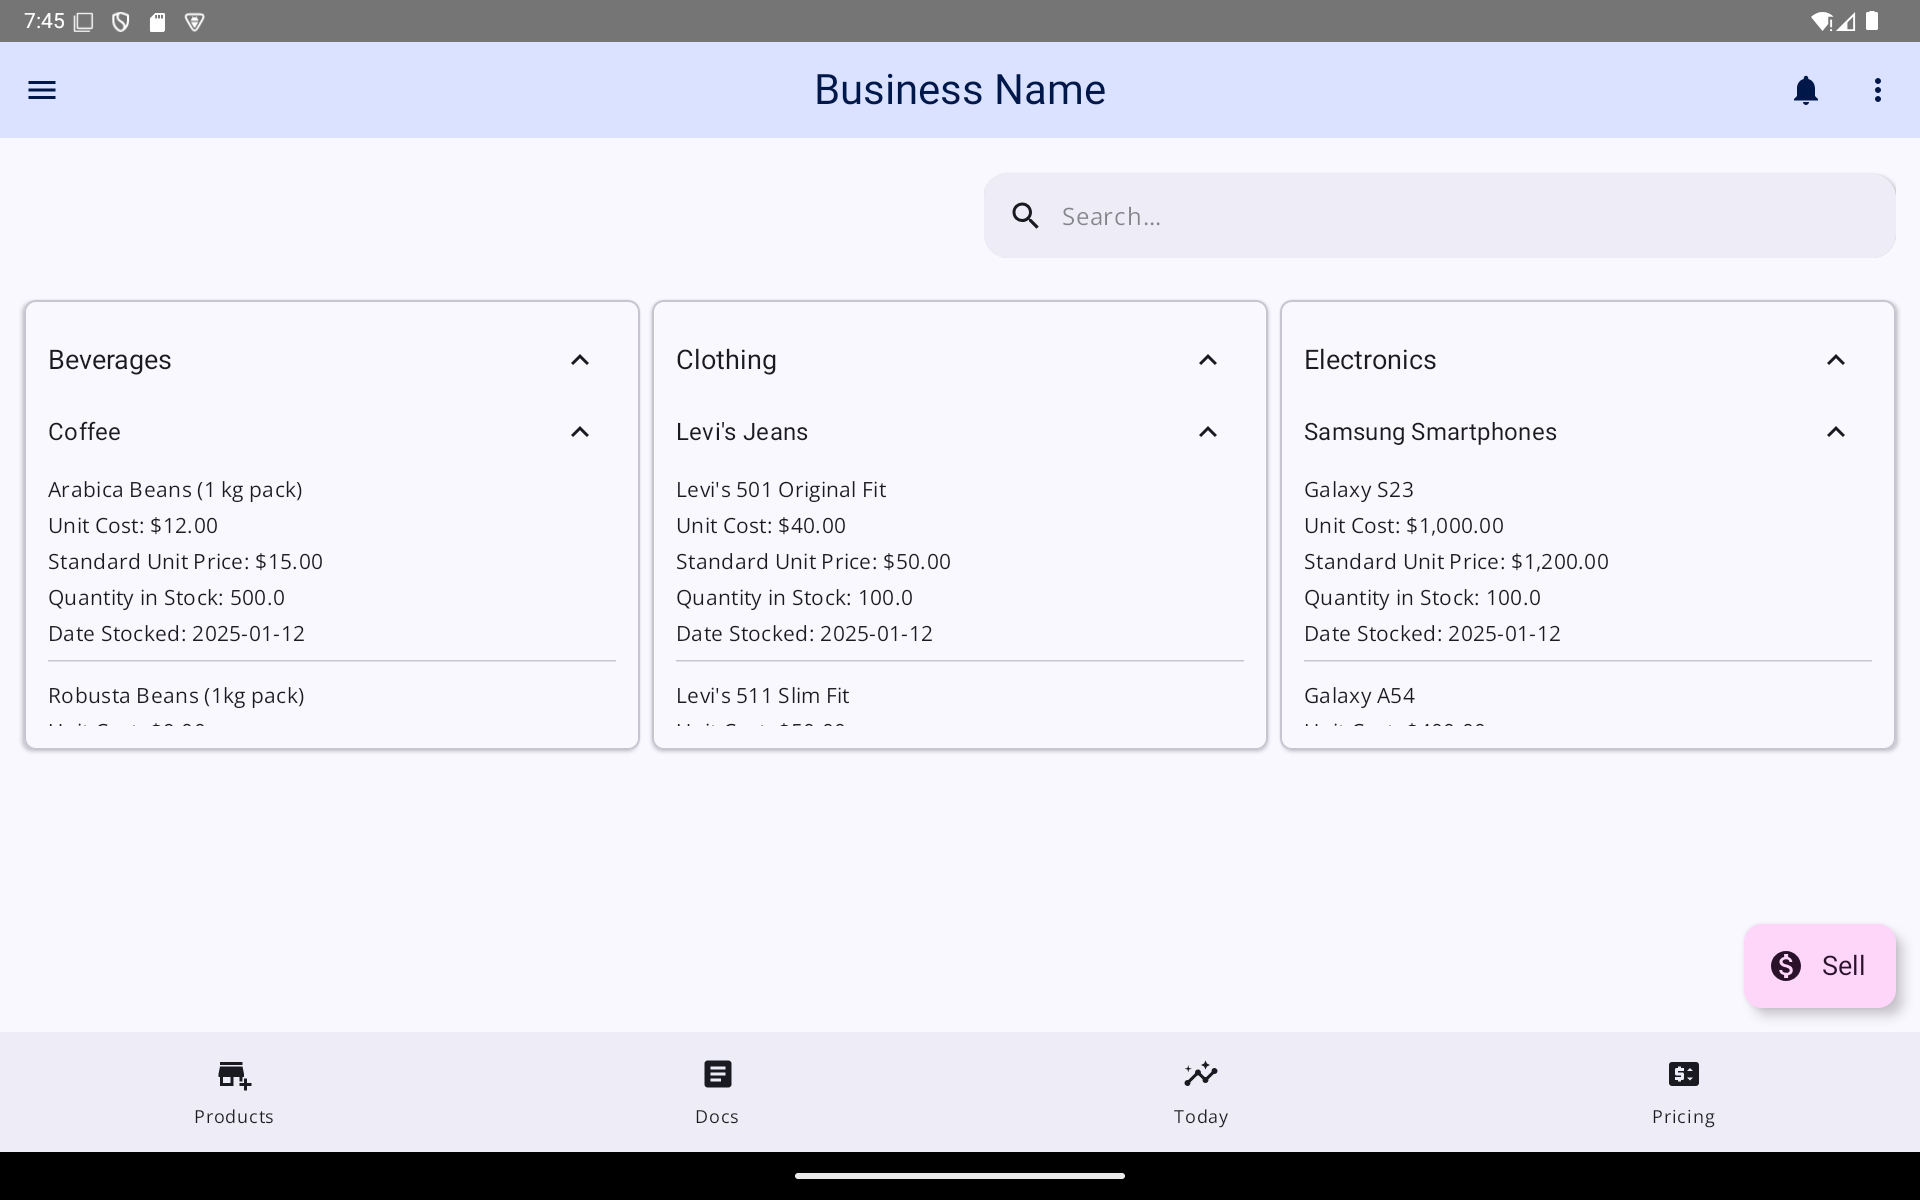 7:45
Business Name
Search...
Beverages
Coffee
Arabica Beans (1 kg pack)
Unit Cost: $12.00
Standard Unit Price: $15.00
Quantity in Stock: 500.0
Date Stocked: 2025-01-12
Robusta Beans (1kg pack)
Clothing
Levi's Jeans
Levi's 501 Original Fit
Unit Cost: $40.00
Standard Unit Price: $50.00
Quantity in Stock: 100.0
Date Stocked: 2025-01-12
Levi's 511 Slim Fit
Electronics
Samsung Smartphones
Galaxy S23
Unit Cost: $1,000.00
Standard Unit Price: $1,200.00
Quantity in Stock: 100.0
Date Stocked: 2025-01-12
Galaxy A54
Sell
Products
Docs
Today
Pricing